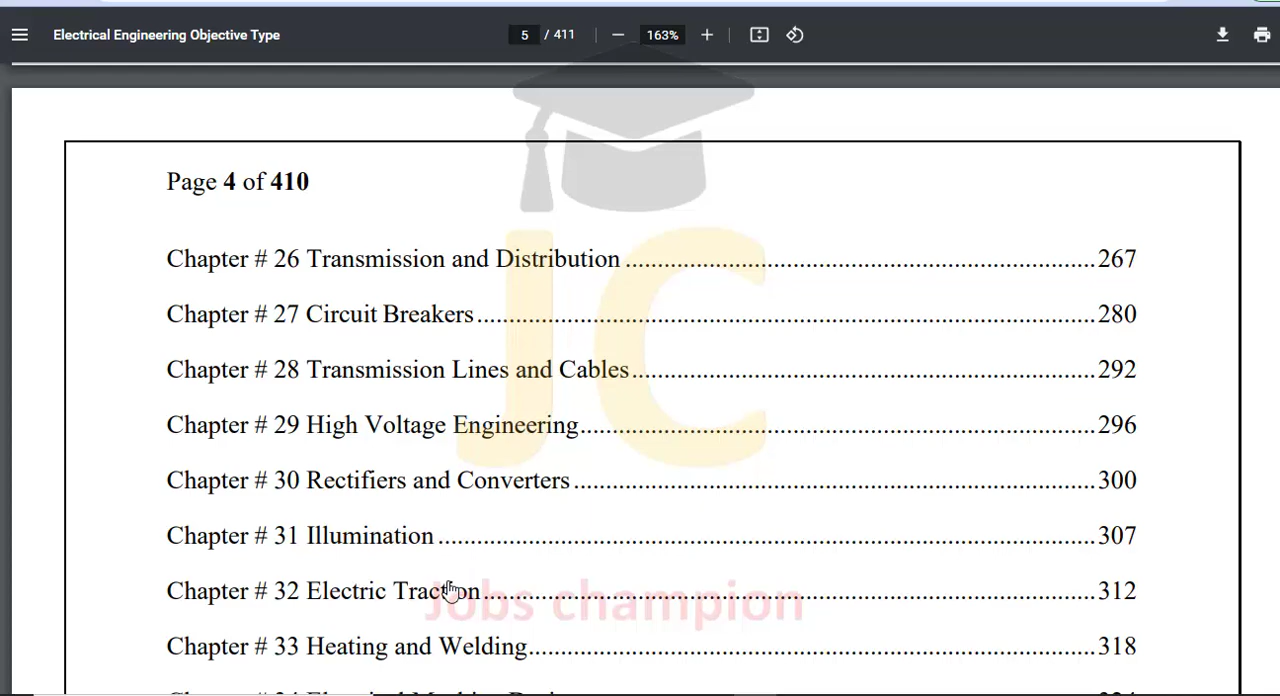 Electrical Engineering Objective Type
5 / 411
163%
Page 4 of 410
JC
Chapter # 26 Transmission and Distribution ........................................................................ 267
Chapter # 27 Circuit Breakers ........................................................................ 280
Chapter # 28 Transmission Lines and Cables ........................................................................ 292
Chapter # 29 High Voltage Engineering ........................................................................ 296
Chapter # 30 Rectifiers and Converters ........................................................................ 300
Chapter # 31 Illumination ........................................................................ 307
Chapter # 32 Electric Traction ........................................................................ 312
Jobs champion
Chapter # 33 Heating and Welding ........................................................................ 318